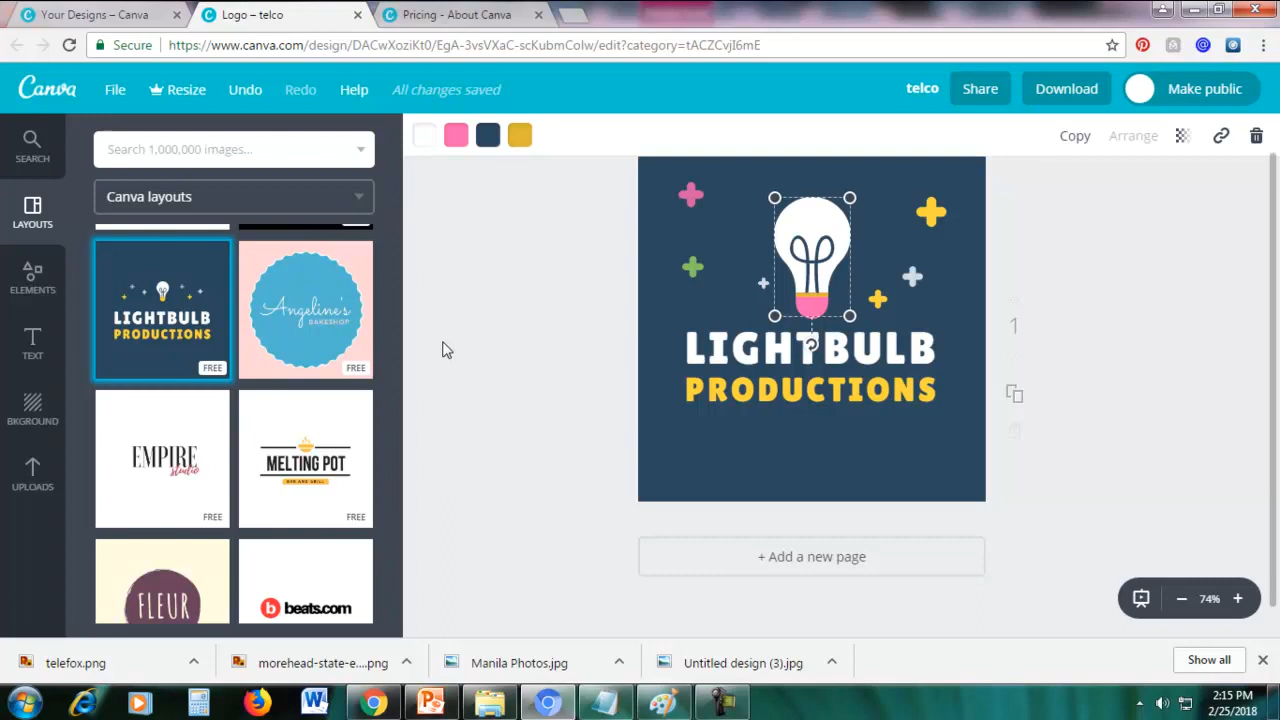 Your Designs – Canva
Logo – telco
Pricing - About Canva
Secure
https://www.canva.com/design/DACwXoziKt0/EgA-3vsVXaC-scKubmColw/edit?category=tACZCvjI6mE
Canva
File
Resize
Undo
Redo
Help
All changes saved
telco
Share
Download
Make public
SEARCH
Search 1,000,000 images...
Copy
Arrange
LAYOUTS
Canva layouts
ELEMENTS
TEXT
BKGROUND
UPLOADS
LIGHTBULB
PRODUCTIONS
FREE
Angeline's
BAKESHOP
FREE
EMPIRE
studio
FREE
MELTING POT
BAR AND GRILL
FREE
FLEUR
beats.com
LIGHTBULB
PRODUCTIONS
1
+ Add a new page
74%
telefox.png
morehead-state-e....png
Manila Photos.jpg
Untitled design (3).jpg
Show all
2:15 PM
2/25/2018